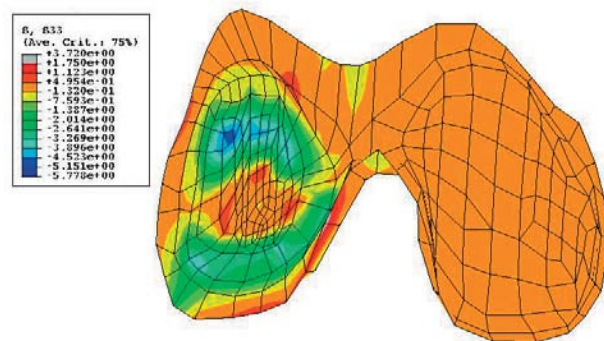 S, S33
(Ave. Crit.: 75%)
+3.720e+00
+1.750e+00
+1.123e+00
+4.954e-01
-1.320e-01
-7.593e-01
-1.387e+00
-2.014e+00
-2.641e+00
-3.269e+00
-3.896e+00
-4.523e+00
-5.151e+00
-5.778e+00